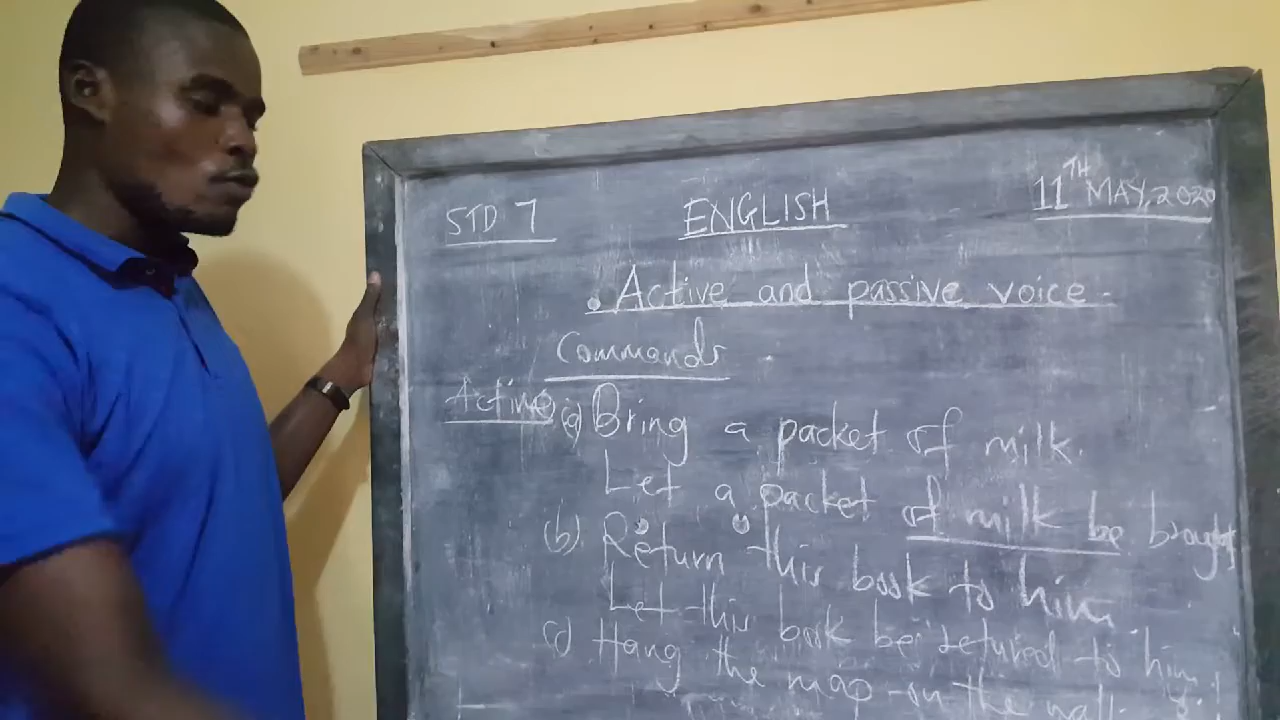 STD 7 ENGLISH 11TH MAY, 2020
• Active and passive voice.
Commands
Active (a) Bring a packet of milk.
Let a packet of milk be
(b) Return this book to him
Let this book be to him
(c) Hang the map on the wall.